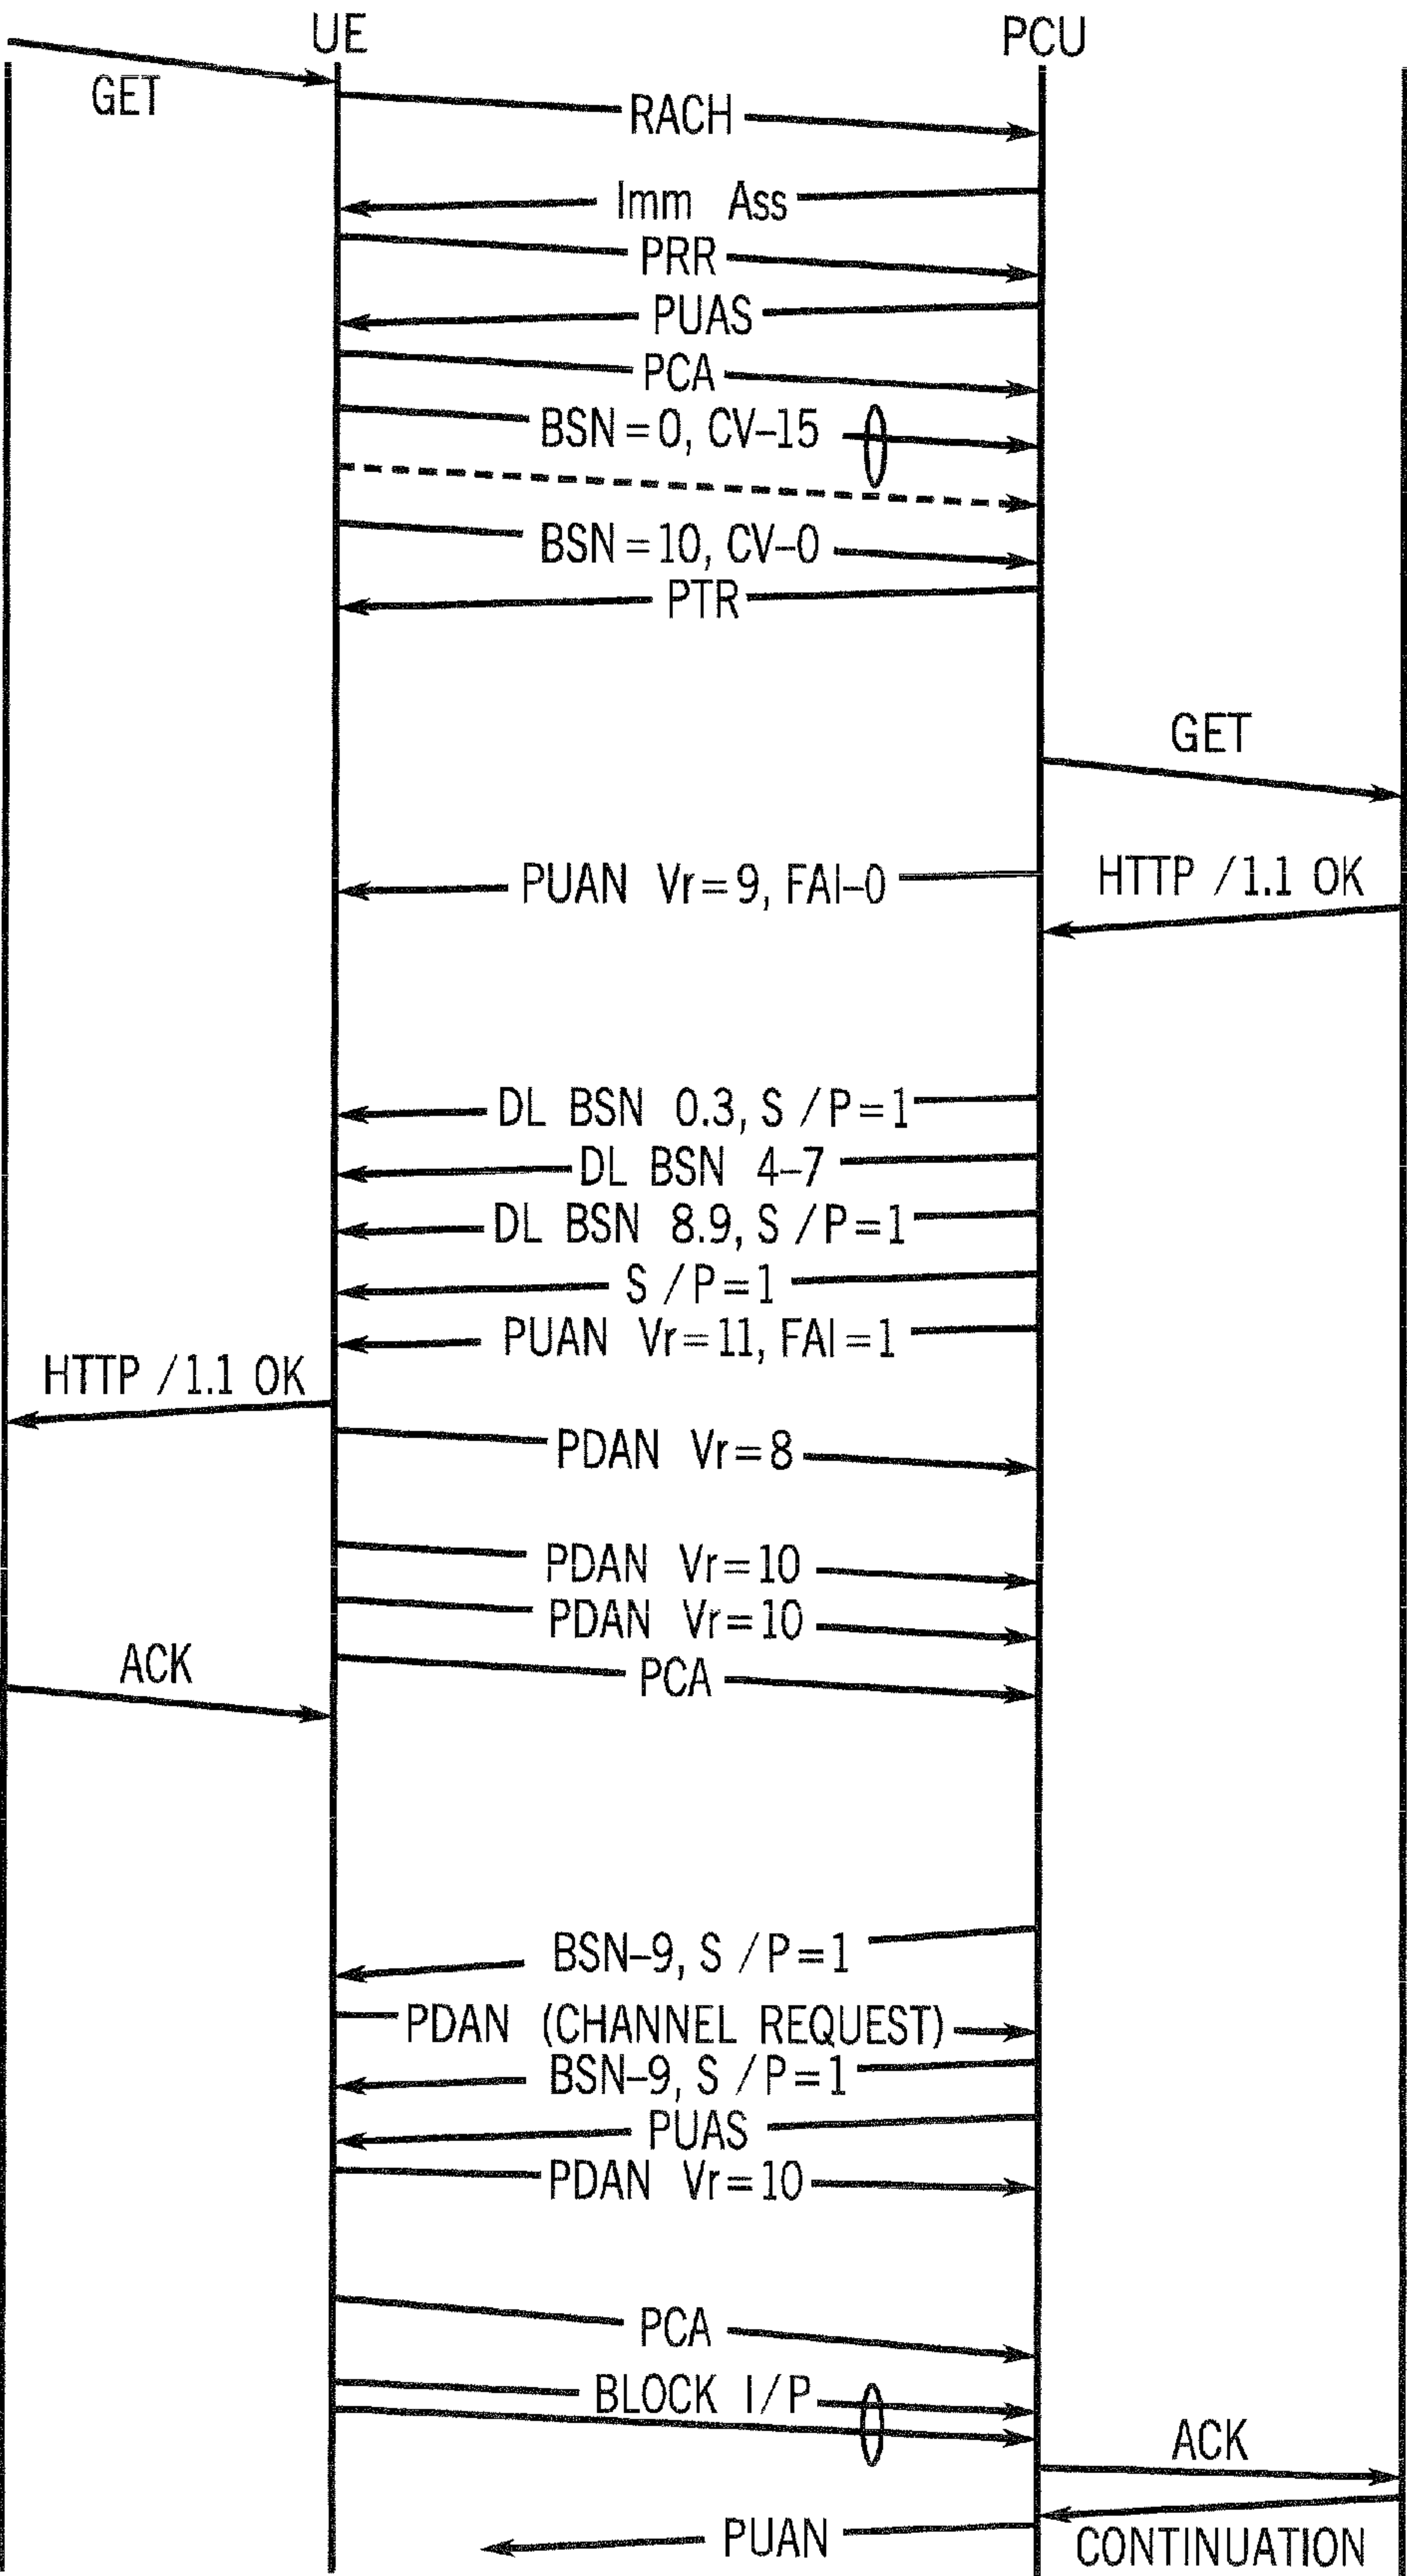 UE
PCU
GET
RACH
Imm Ass
PRR
PUAS
PCA
BSN=0, CV-15
BSN=10, CV-0
PTR
GET
PUAN Vr=9, FAI-0
HTTP /1.1 OK
DL BSN 0.3, S /P=1
DL BSN 4-7
DL BSN 8.9, S /P=1
S /P=1
PUAN Vr=11, FAI=1
HTTP /1.1 OK
PDAN Vr=8
PDAN Vr=10
PDAN Vr=10
ACK
PCA
BSN-9, S /P=1
PDAN (CHANNEL REQUEST)
BSN-9, S /P=1
PUAS
PDAN Vr=10
PCA
BLOCK I/P
ACK
PUAN
CONTINUATION